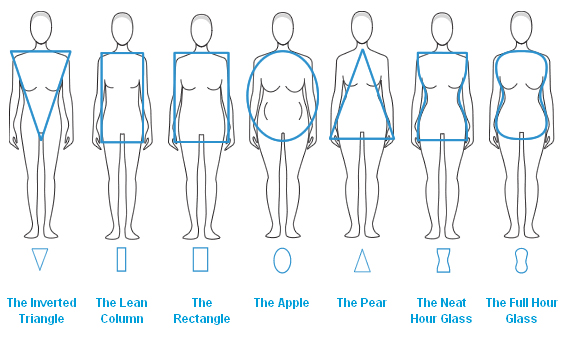 The Inverted
Triangle
The Lean
Column
The
Rectangle
The Apple
The Pear
The Neat
Hour Glass
The Full Hour
Glass